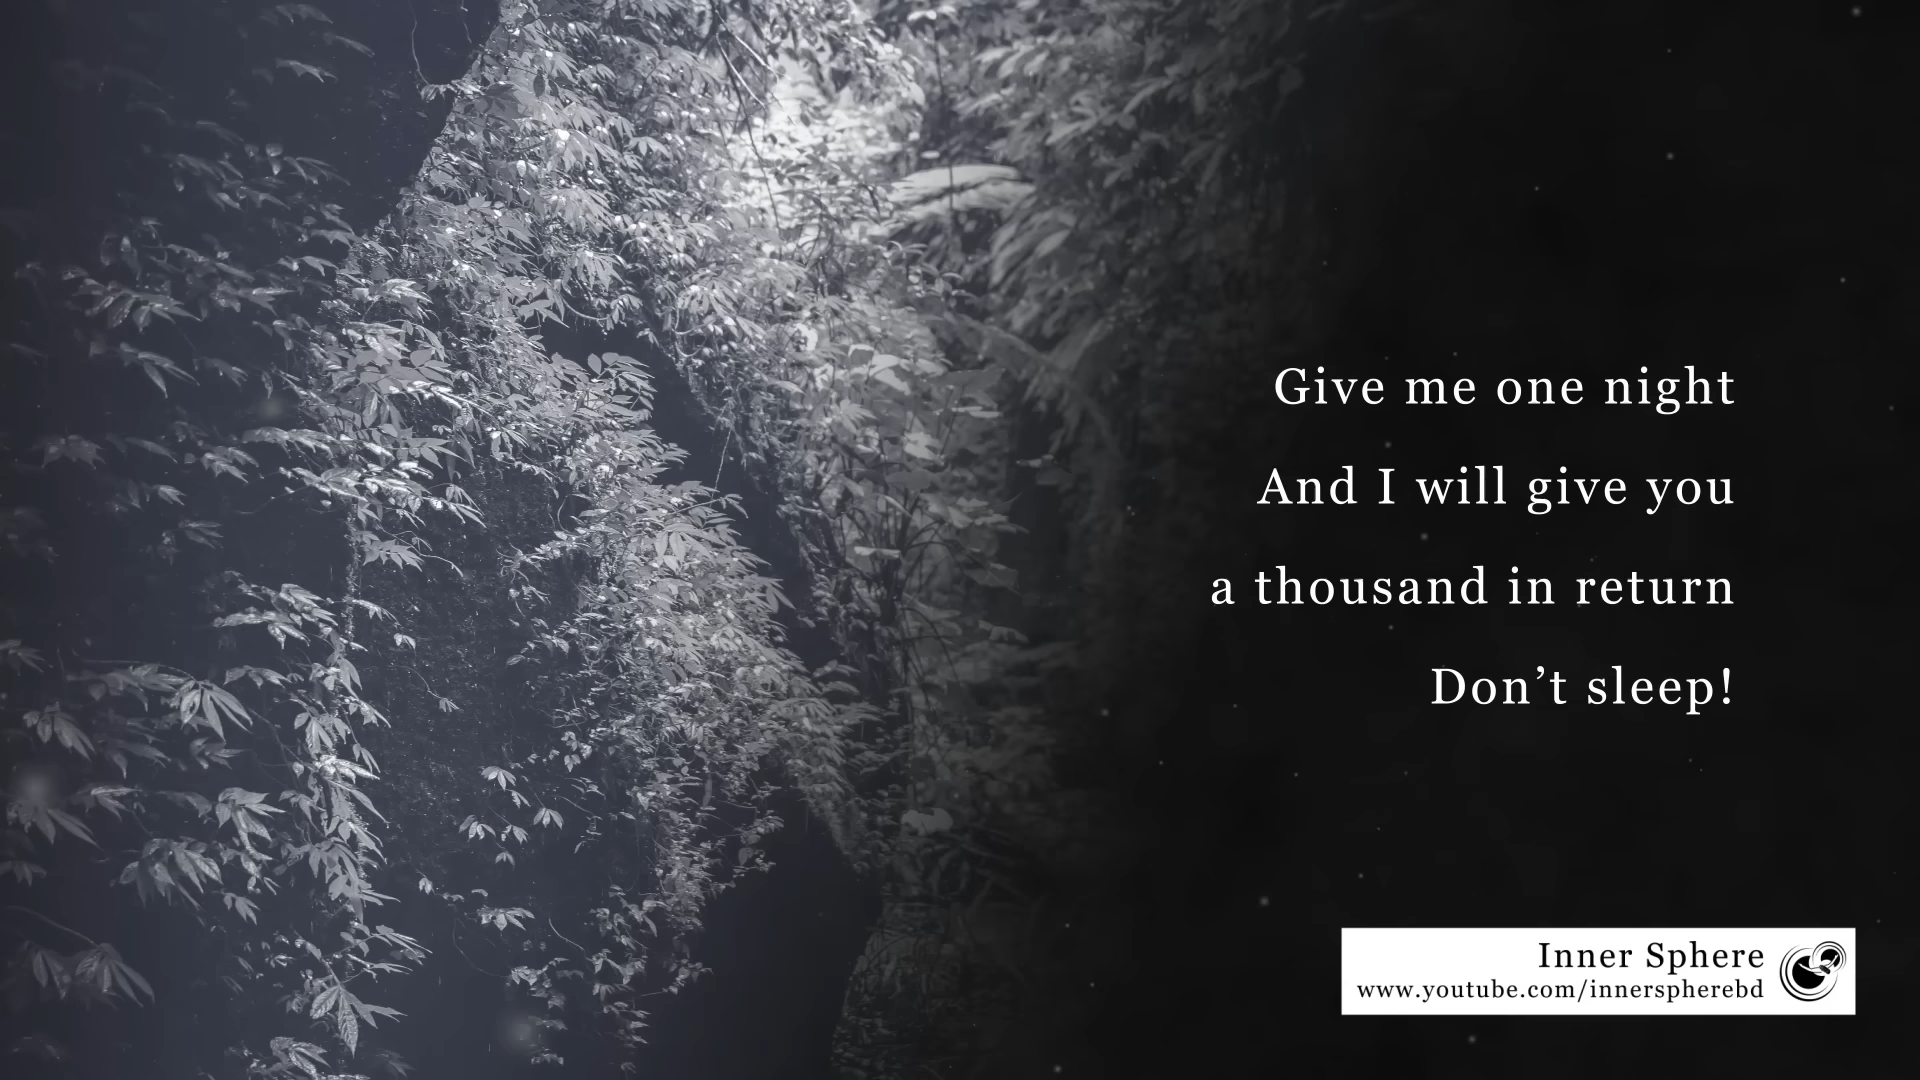 Give me one night
And I will give you
a thousand in return
Don’t sleep!
Inner Sphere
www.youtube.com/innerspherebd